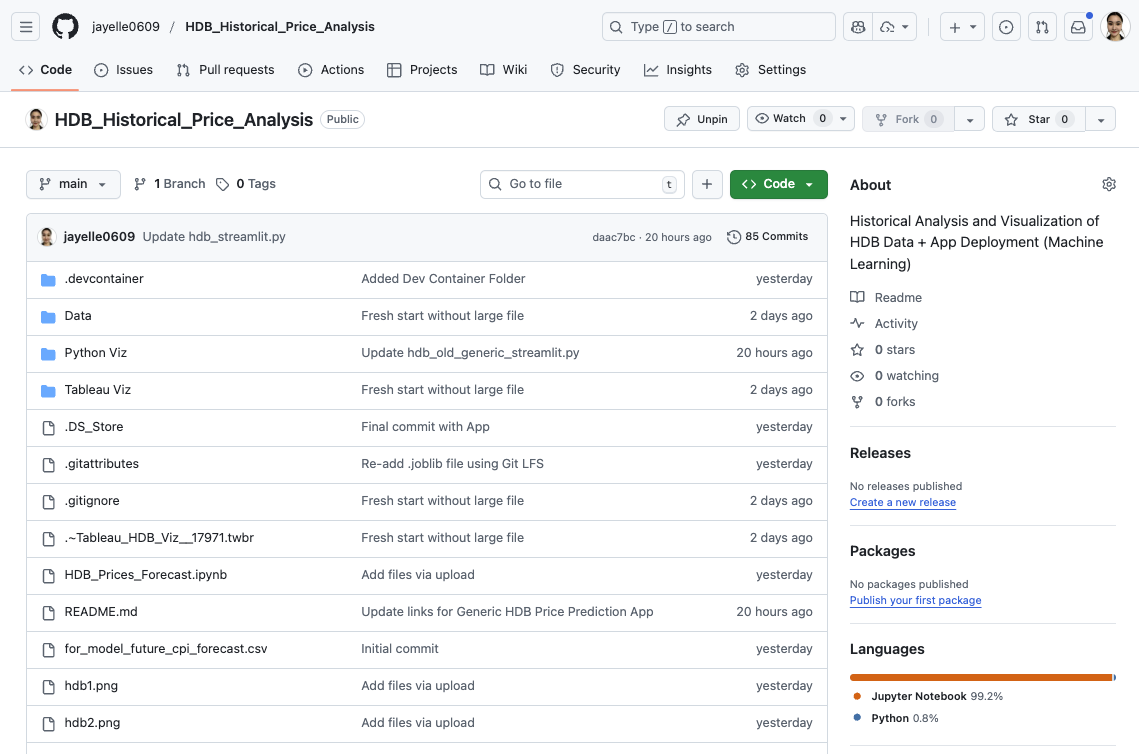 jayelle0609 / HDB_Historical_Price_Analysis
Type / to search
Code
Issues
Pull requests
Actions
Projects
Wiki
Security
Insights
Settings
HDB_Historical_Price_Analysis Public
Unpin
Watch 0
Fork 0
Star 0
main
1 Branch
0 Tags
Go to file t
Code
jayelle0609 Update hdb_streamlit.py daac7bc · 20 hours ago 85 Commits
.devcontainer Added Dev Container Folder yesterday
Data Fresh start without large file 2 days ago
Python Viz Update hdb_old_generic_streamlit.py 20 hours ago
Tableau Viz Fresh start without large file 2 days ago
.DS_Store Final commit with App yesterday
.gitattributes Re-add .joblib file using Git LFS yesterday
.gitignore Fresh start without large file 2 days ago
.~Tableau_HDB_Viz__17971.twbr Fresh start without large file 2 days ago
HDB_Prices_Forecast.ipynb Add files via upload yesterday
README.md Update links for Generic HDB Price Prediction App 20 hours ago
for_model_future_cpi_forecast.csv Initial commit yesterday
hdb1.png Add files via upload yesterday
hdb2.png Add files via upload yesterday
About
Historical Analysis and Visualization of
HDB Data + App Deployment (Machine
Learning)
Readme
Activity
0 stars
0 watching
0 forks
Releases
No releases published
Create a new release
Packages
No packages published
Publish your first package
Languages
Jupyter Notebook 99.2%
Python 0.8%